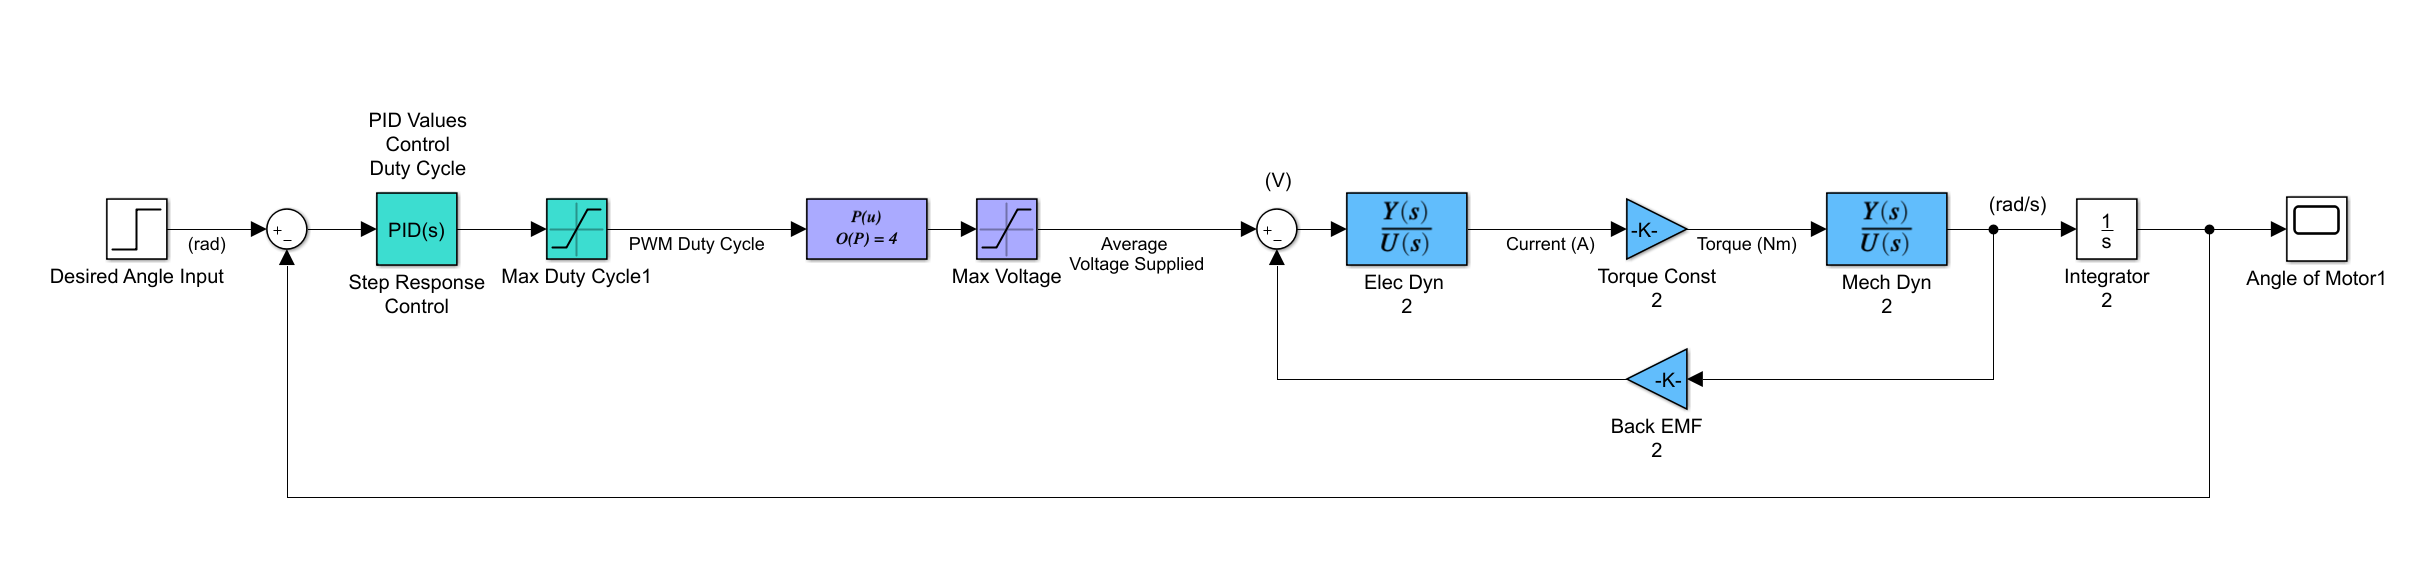 PID Values
Control
Duty Cycle
(rad)
Desired Angle Input
+
−
PID(s)
Step Response
Control
Max Duty Cycle1
PWM Duty Cycle
P(u)
O(P) = 4
Max Voltage
Average
Voltage Supplied
(V)
+
−
Y(s)
U(s)
Elec Dyn
2
Current (A)
-K-
Torque Const
2
Torque (Nm)
Y(s)
U(s)
Mech Dyn
2
(rad/s)
1
s
Integrator
2
Angle of Motor1
-K-
Back EMF
2